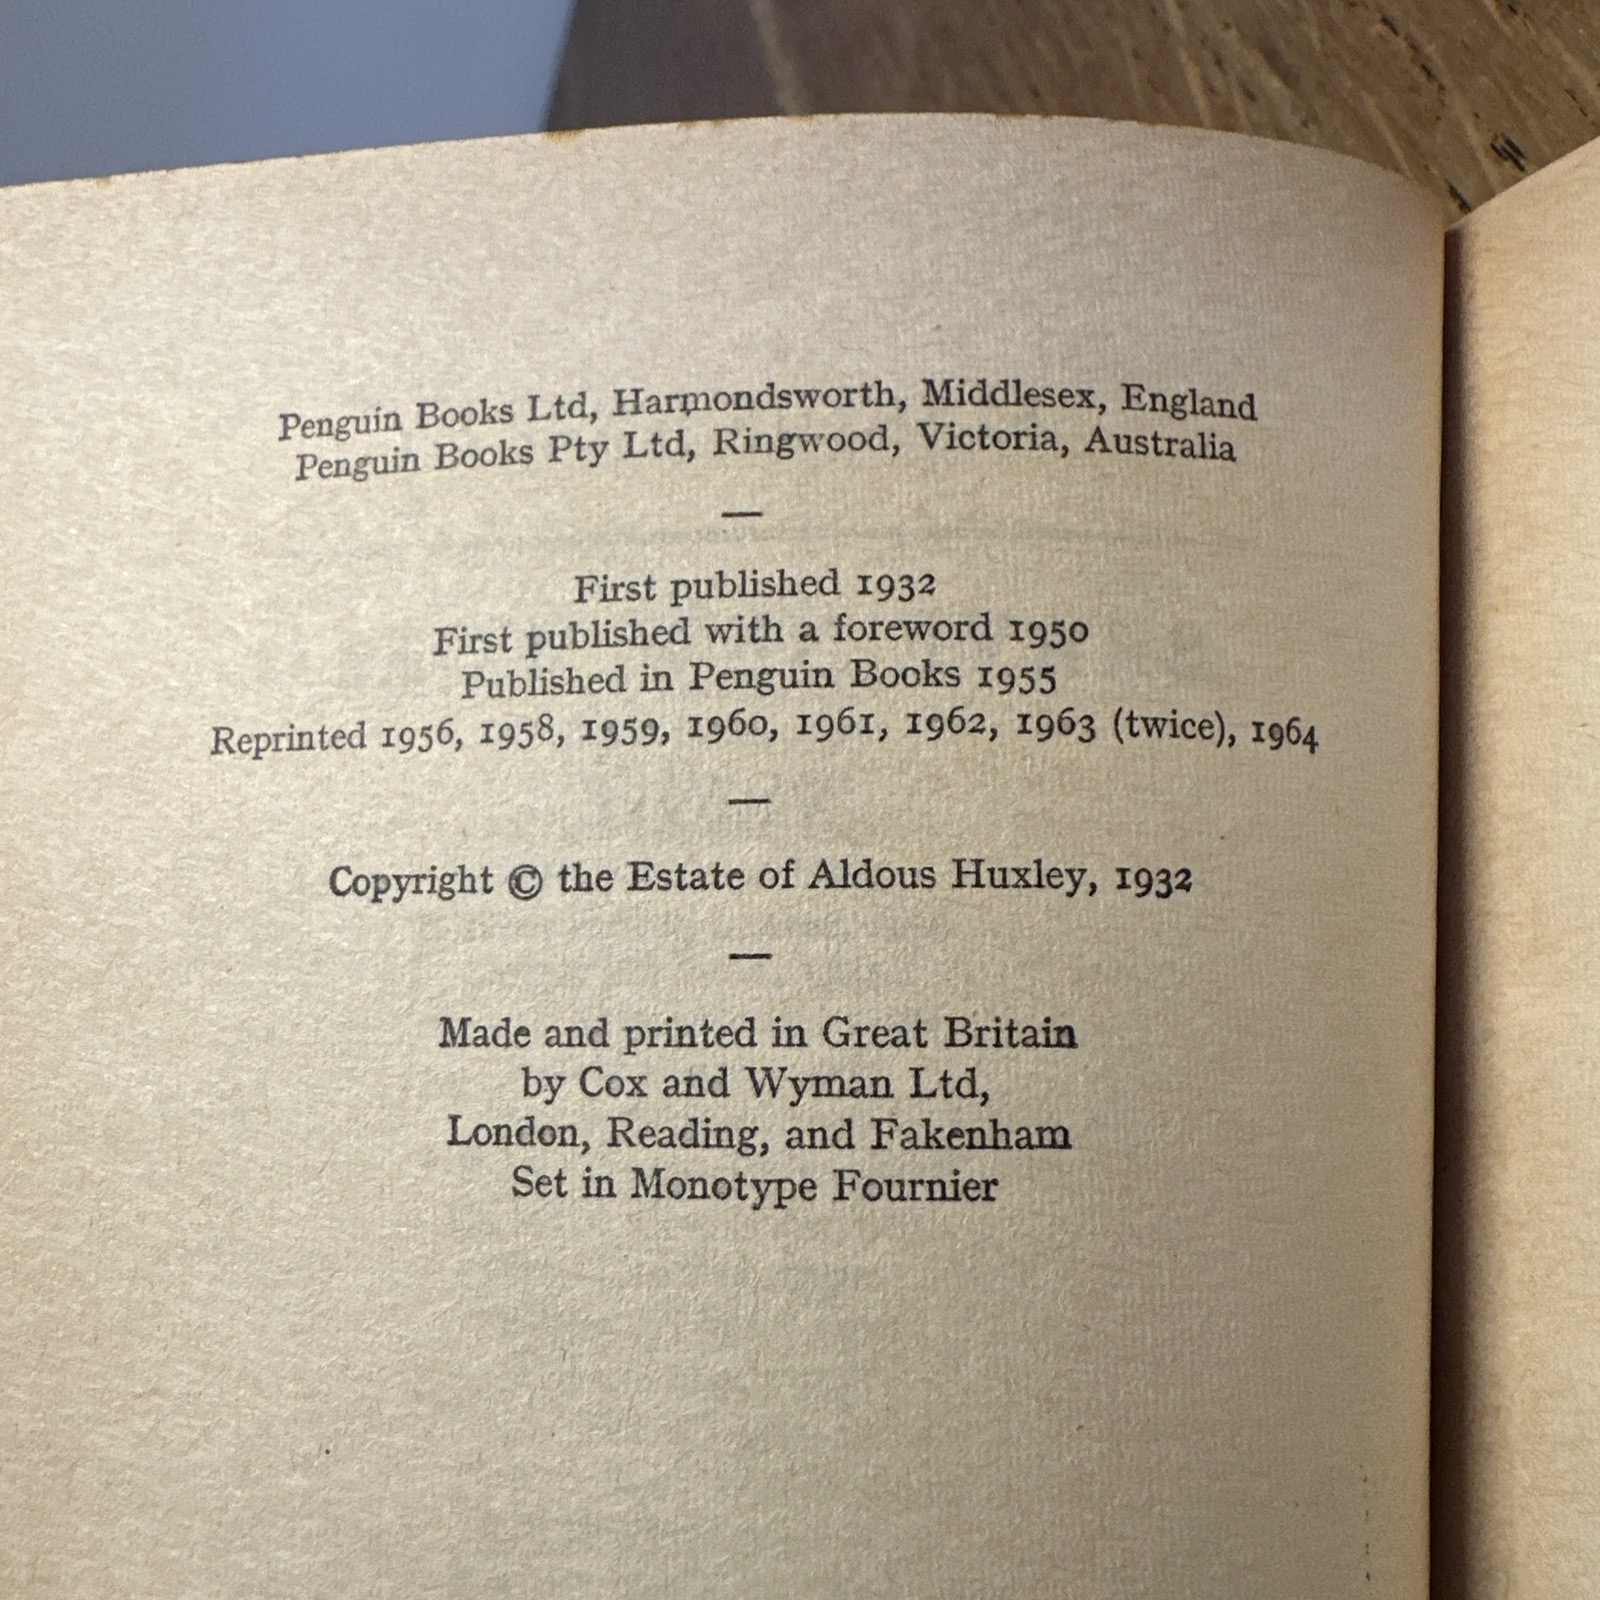 Penguin Books Ltd, Harmondsworth, Middlesex, England
Penguin Books Pty Ltd, Ringwood, Victoria, Australia
—
First published 1932
First published with a foreword 1950
Published in Penguin Books 1955
Reprinted 1956, 1958, 1959, 1960, 1961, 1962, 1963 (twice), 1964
—
Copyright © the Estate of Aldous Huxley, 1932
—
Made and printed in Great Britain
by Cox and Wyman Ltd,
London, Reading, and Fakenham
Set in Monotype Fournier